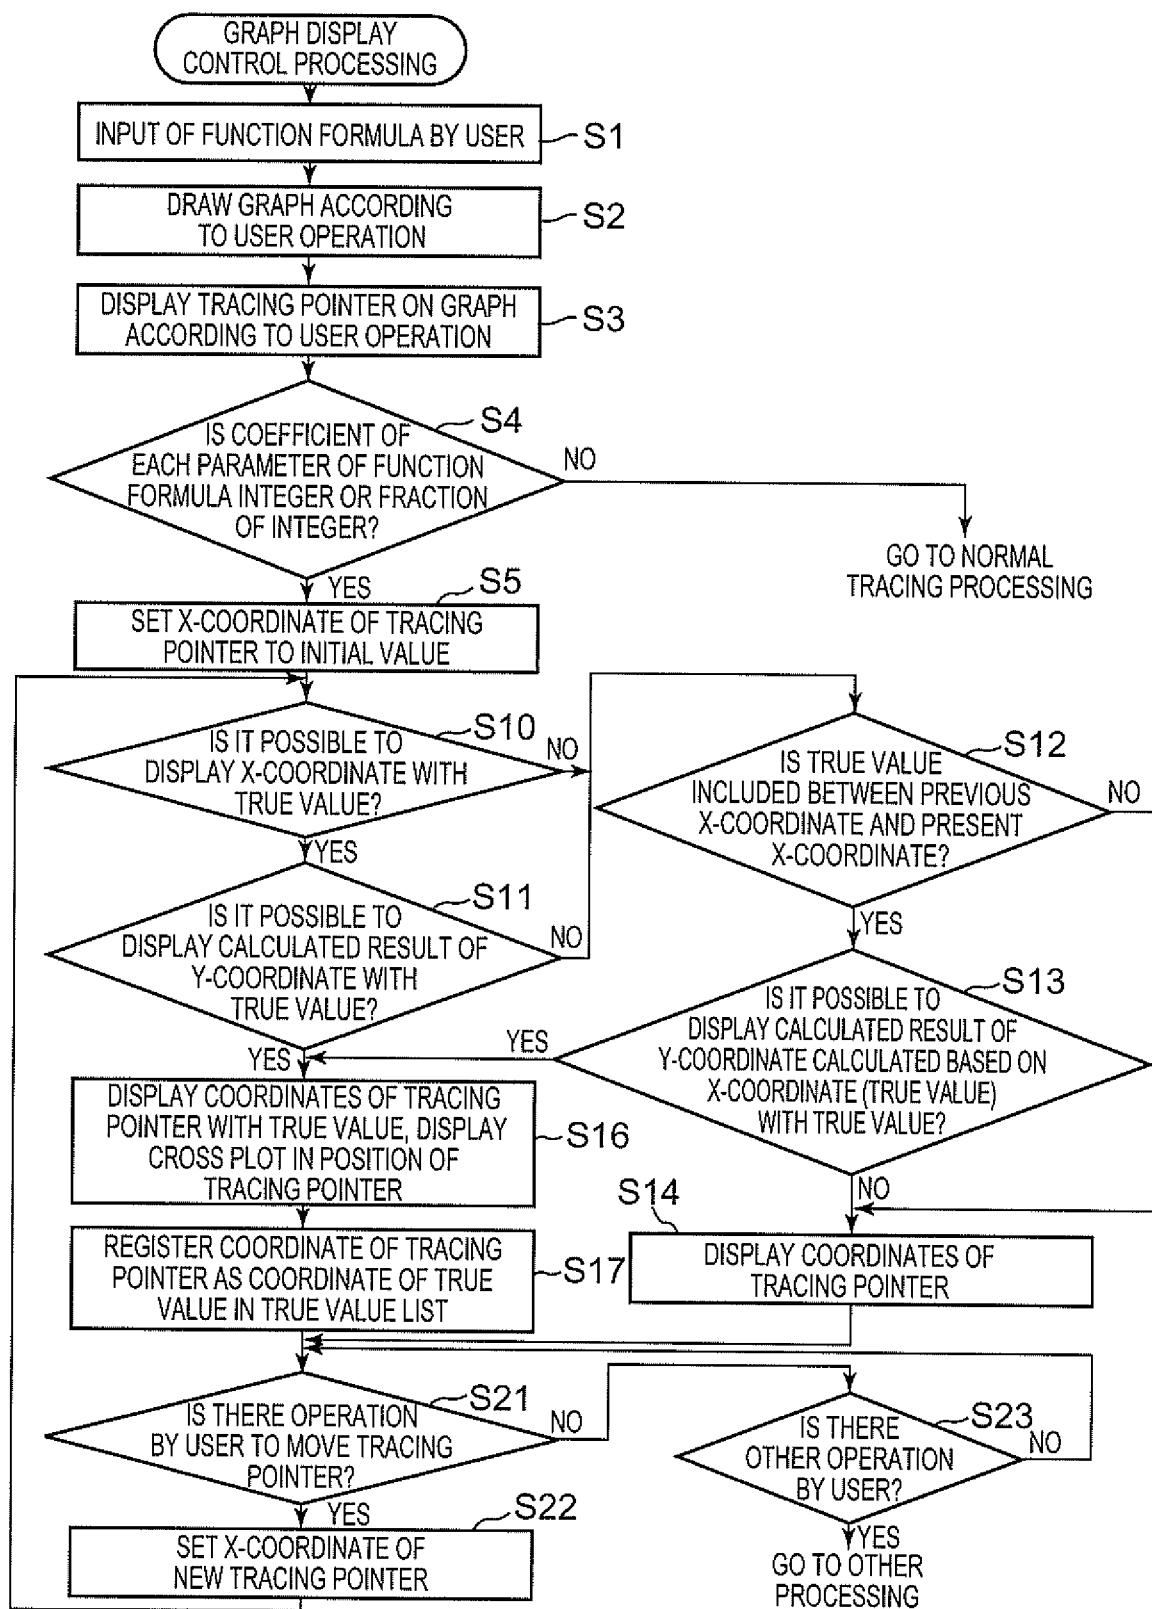 GRAPH DISPLAY
CONTROL PROCESSING
INPUT OF FUNCTION FORMULA BY USER
S1
DRAW GRAPH ACCORDING
TO USER OPERATION
S2
DISPLAY TRACING POINTER ON GRAPH
ACCORDING TO USER OPERATION
S3
S4
IS COEFFICIENT OF
EACH PARAMETER OF FUNCTION
FORMULA INTEGER OR FRACTION
OF INTEGER?
NO
GO TO NORMAL
TRACING PROCESSING
YES
S5
SET X-COORDINATE OF TRACING
POINTER TO INITIAL VALUE
S10
IS IT POSSIBLE TO
DISPLAY X-COORDINATE WITH
TRUE VALUE?
NO
YES
S12
IS TRUE VALUE
INCLUDED BETWEEN PREVIOUS
X-COORDINATE AND PRESENT
X-COORDINATE?
NO
YES
S11
IS IT POSSIBLE TO
DISPLAY CALCULATED RESULT OF
Y-COORDINATE WITH
TRUE VALUE?
NO
YES
S13
IS IT POSSIBLE TO
DISPLAY CALCULATED RESULT OF
Y-COORDINATE CALCULATED BASED ON
X-COORDINATE (TRUE VALUE)
WITH TRUE VALUE?
YES
NO
DISPLAY COORDINATES OF TRACING
POINTER WITH TRUE VALUE, DISPLAY
CROSS PLOT IN POSITION OF
TRACING POINTER
S16
S14
DISPLAY COORDINATES OF
TRACING POINTER
REGISTER COORDINATE OF TRACING
POINTER AS COORDINATE OF TRUE
VALUE IN TRUE VALUE LIST
S17
S21
IS THERE OPERATION
BY USER TO MOVE TRACING
POINTER?
NO
YES
S23
IS THERE
OTHER OPERATION
BY USER?
NO
YES
GO TO OTHER
PROCESSING
S22
SET X-COORDINATE OF
NEW TRACING POINTER